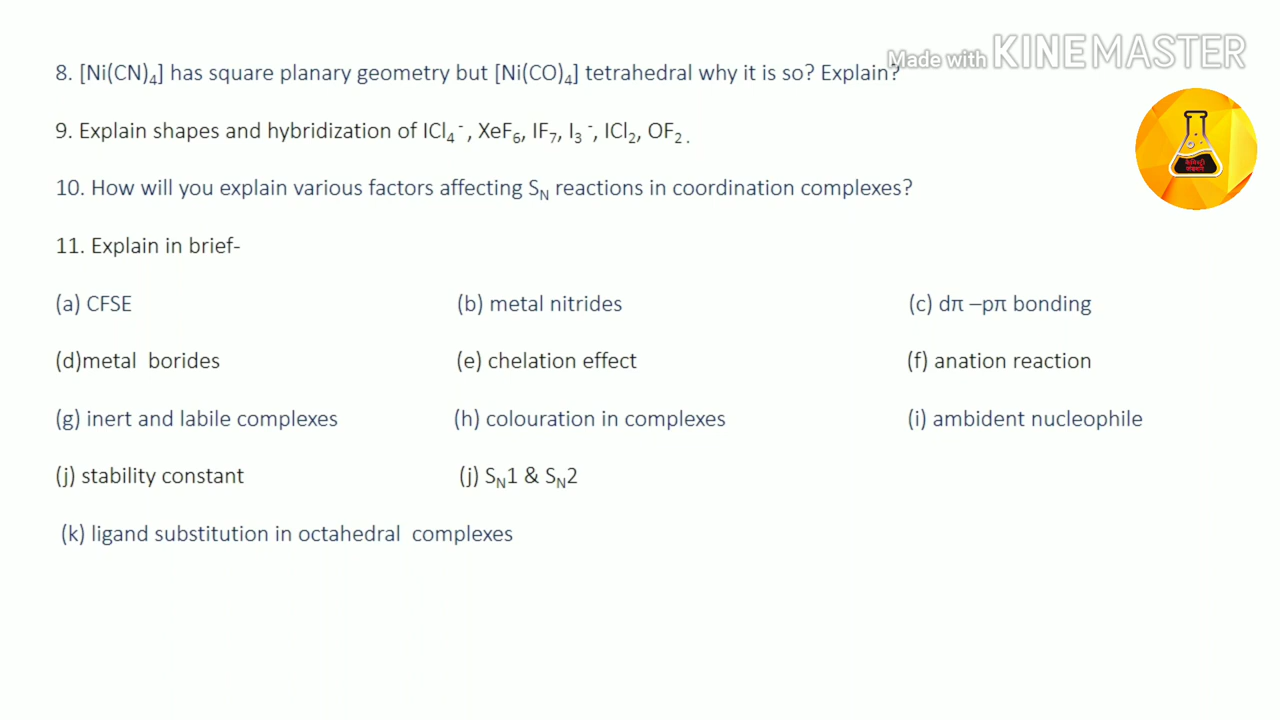 Made with KINEMASTER
8. [Ni(CN)₄] has square planary geometry but [Ni(CO)₄] tetrahedral why it is so? Explain?
9. Explain shapes and hybridization of ICl₄⁻, XeF₆, IF₇, I₃⁻, ICl₂, OF₂.
10. How will you explain various factors affecting S_N reactions in coordination complexes?
11. Explain in brief-
(a) CFSE (b) metal nitrides (c) dπ –pπ bonding
(d)metal borides (e) chelation effect (f) anation reaction
(g) inert and labile complexes (h) colouration in complexes (i) ambident nucleophile
(j) stability constant (j) S_N1 & S_N2
(k) ligand substitution in octahedral complexes